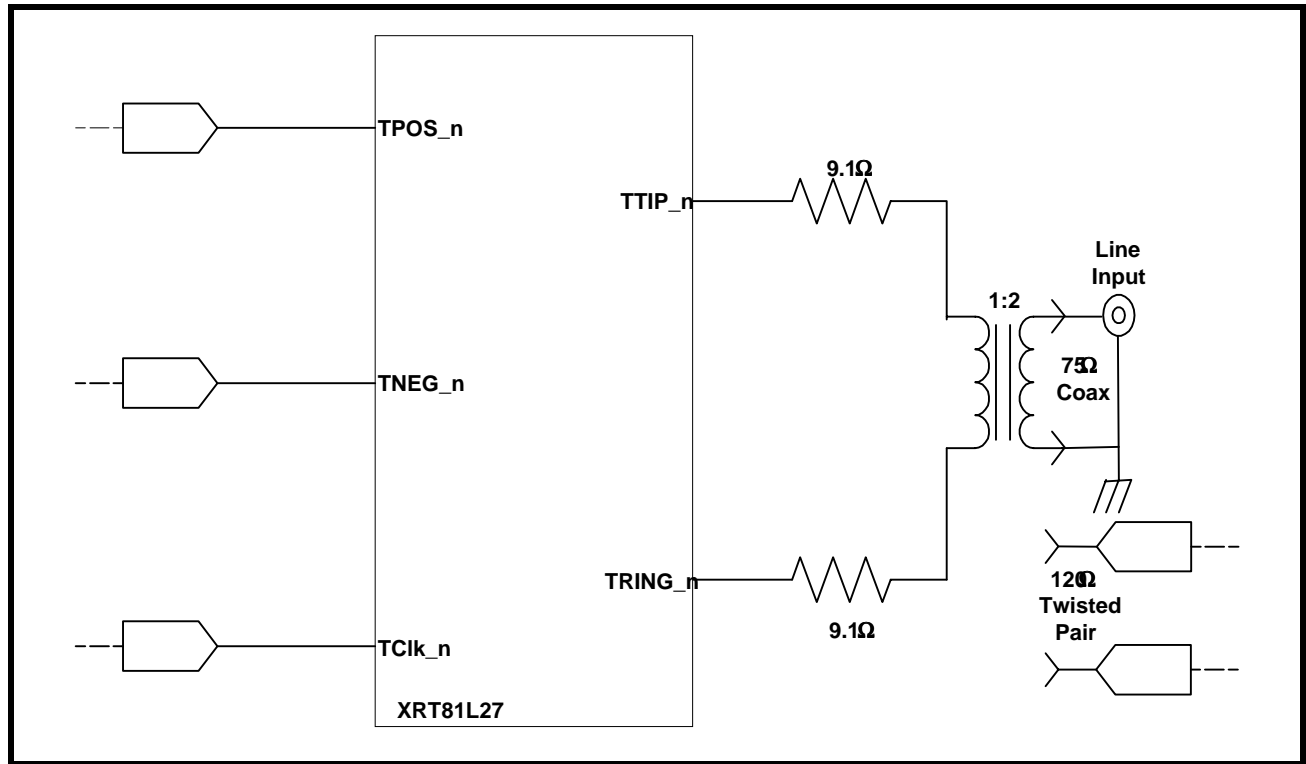 TPOS_n
9.1Ω
TTIP_n
Line
Input
1:2
TNEG_n
75Ω
Coax
TRING_n
120Ω
Twisted
Pair
9.1Ω
TClk_n
XRT81L27